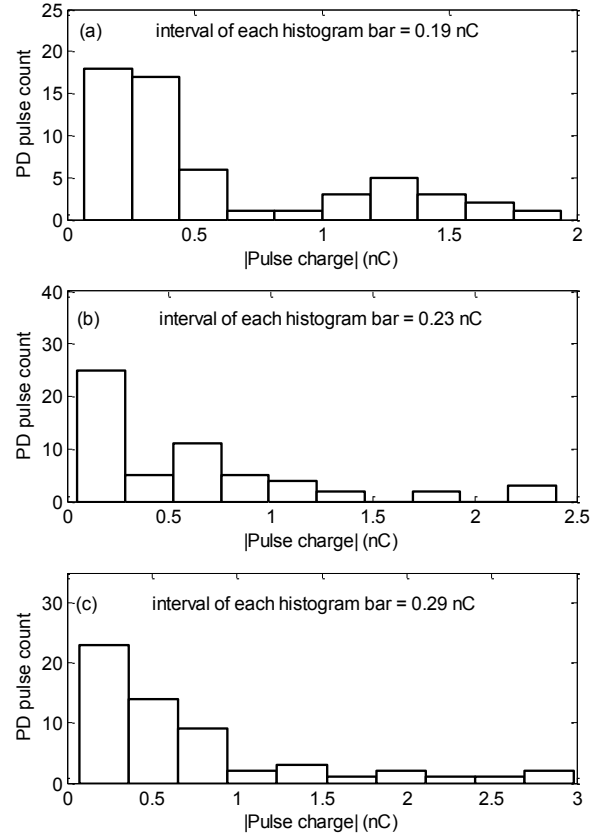 25
(a) interval of each histogram bar = 0.19 nC
20
15
10
5
0
PD pulse count
0 0.5 1 1.5 2
|Pulse charge| (nC)
40
(b) interval of each histogram bar = 0.23 nC
30
20
10
0
PD pulse count
0 0.5 1 1.5 2 2.5
|Pulse charge| (nC)
(c) interval of each histogram bar = 0.29 nC
30
20
10
0
PD pulse count
0 0.5 1 1.5 2 2.5 3
|Pulse charge| (nC)